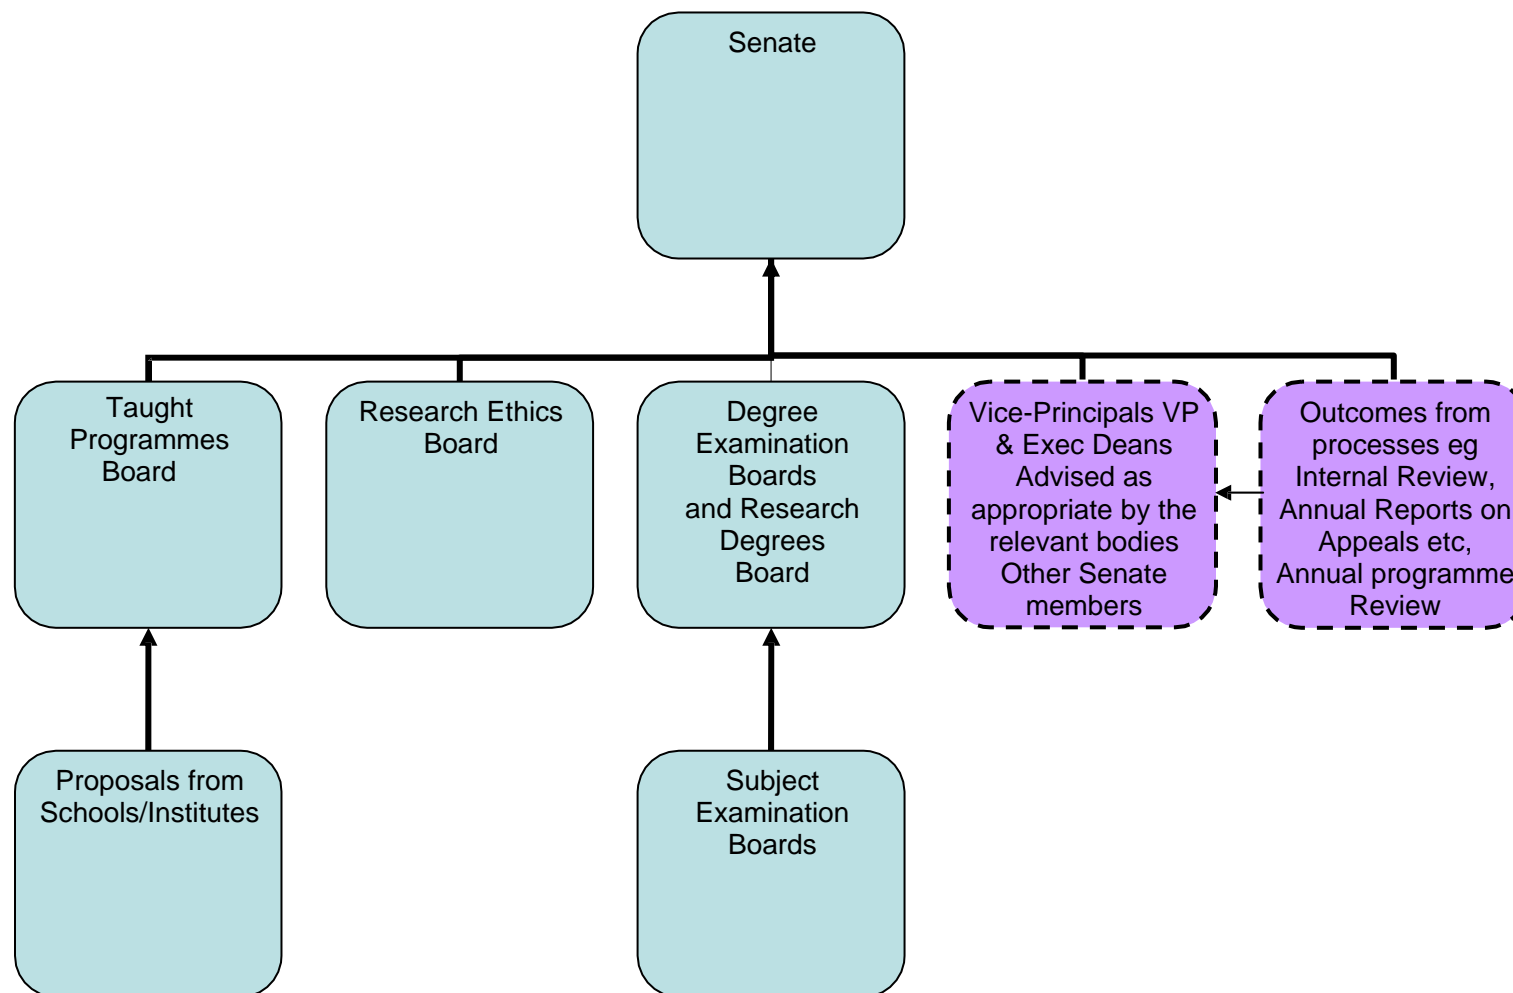 Senate
Taught
Programmes
Board
Research Ethics
Board
Degree
Examination
Boards
and Research
Degrees
Board
Vice-Principals VP
& Exec Deans
Advised as
appropriate by the
relevant bodies
Other Senate
members
Outcomes from
processes eg
Internal Review,
Annual Reports on
Appeals etc,
Annual programme
Review
Proposals from
Schools/Institutes
Subject
Examination
Boards